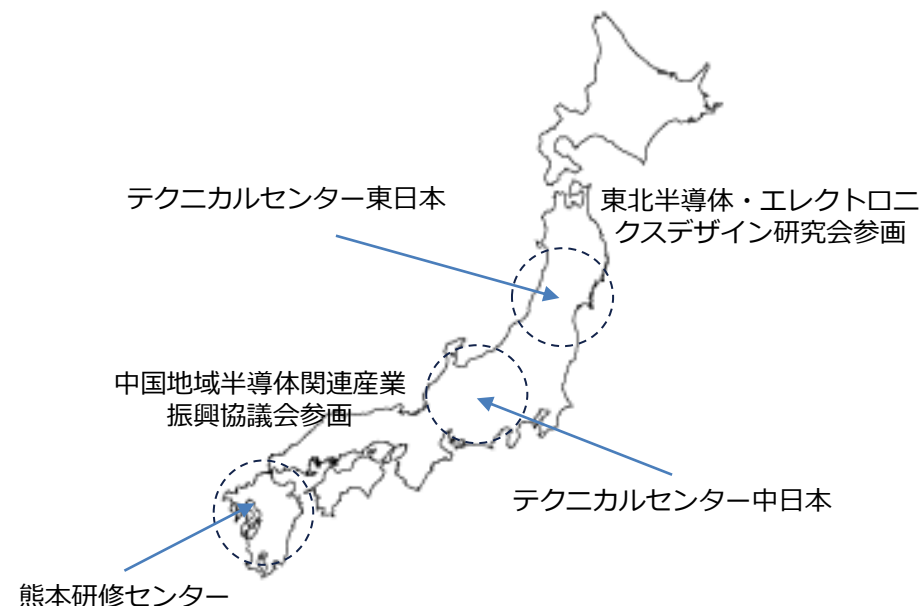 テクニカルセンター東日本
東北半導体・エレクトロニ
クスデザイン研究会参画
中国地域半導体関連産業
振興協議会参画
テクニカルセンター中日本
熊本研修センター